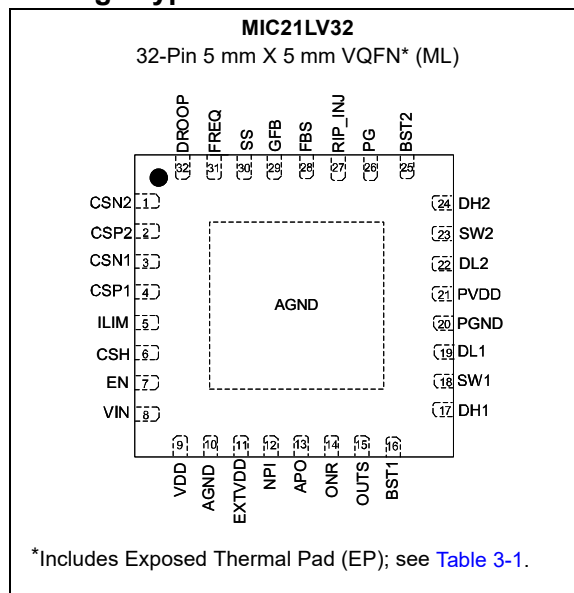 MIC21LV32
32-Pin 5 mm X 5 mm VQFN* (ML)
DROOP
FREQ
SS
GFB
FBS
RIP_INJ
PG
BST2
32
31
30
29
28
27
26
25
CSN2 1
CSP2 2
CSN1 3
CSP1 4
ILIM 5
CSH 6
EN 7
VIN 8
AGND
24 DH2
23 SW2
22 DL2
21 PVDD
20 PGND
19 DL1
18 SW1
17 DH1
9
10
11
12
13
14
15
16
VDD
AGND
EXTVDD
NPI
APO
ONR
OUTS
BST1
*Includes Exposed Thermal Pad (EP); see Table 3-1.